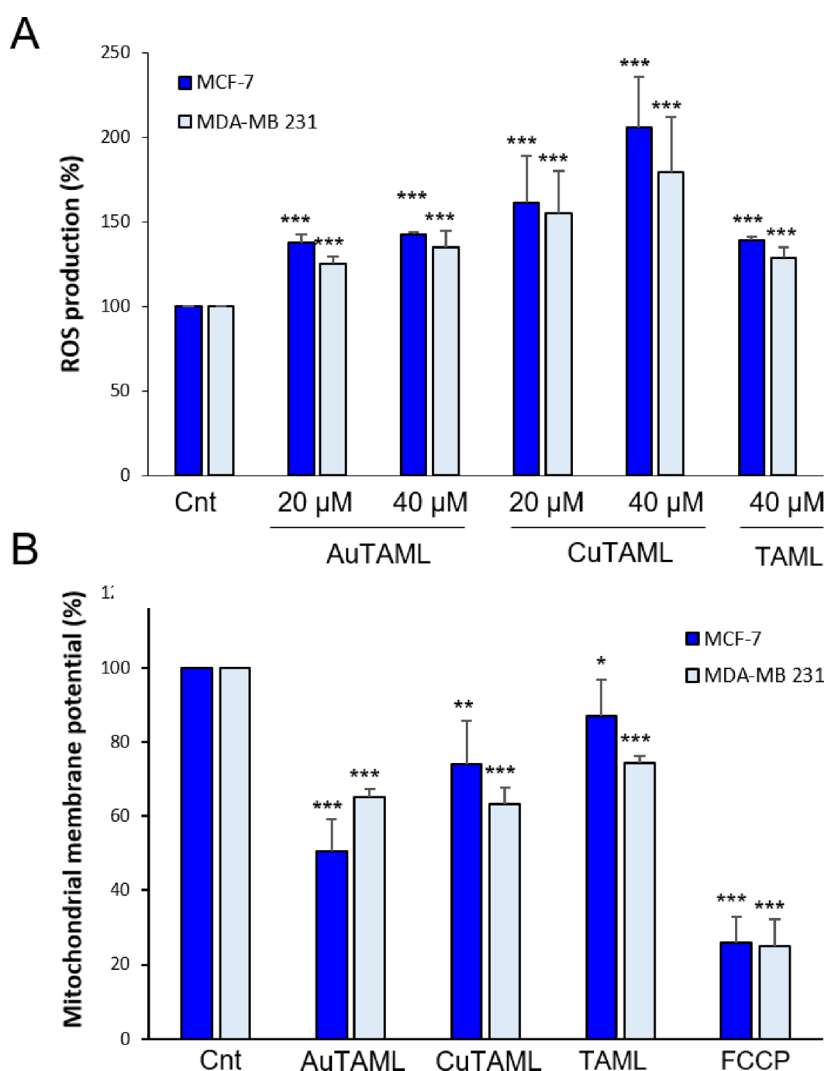 A
250
200
150
100
50
0
ROS production (%)
MCF-7
MDA-MB 231
*** *** *** *** *** *** *** *** *** ***
Cnt 20 µM 40 µM 20 µM 40 µM 40 µM
AuTAML CuTAML TAML
B
100
80
60
40
20
0
Mitochondrial membrane potential (%)
MCF-7
MDA-MB 231
*** *** ** *** * *** *** ***
Cnt AuTAML CuTAML TAML FCCP